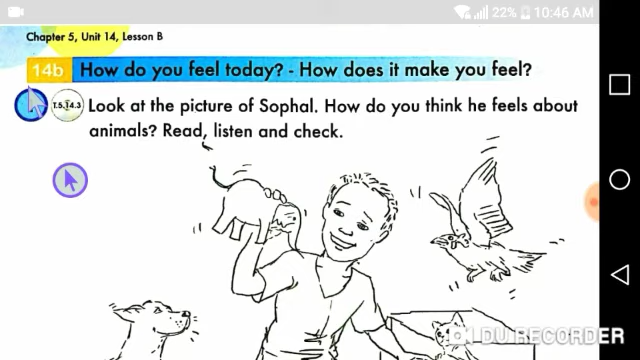 22% 10:46 AM
Chapter 5, Unit 14, Lesson B
14b How do you feel today? - How does it make you feel?
T.5.14.3 Look at the picture of Sophal. How do you think he feels about
animals? Read, listen and check.
DU RECORDER